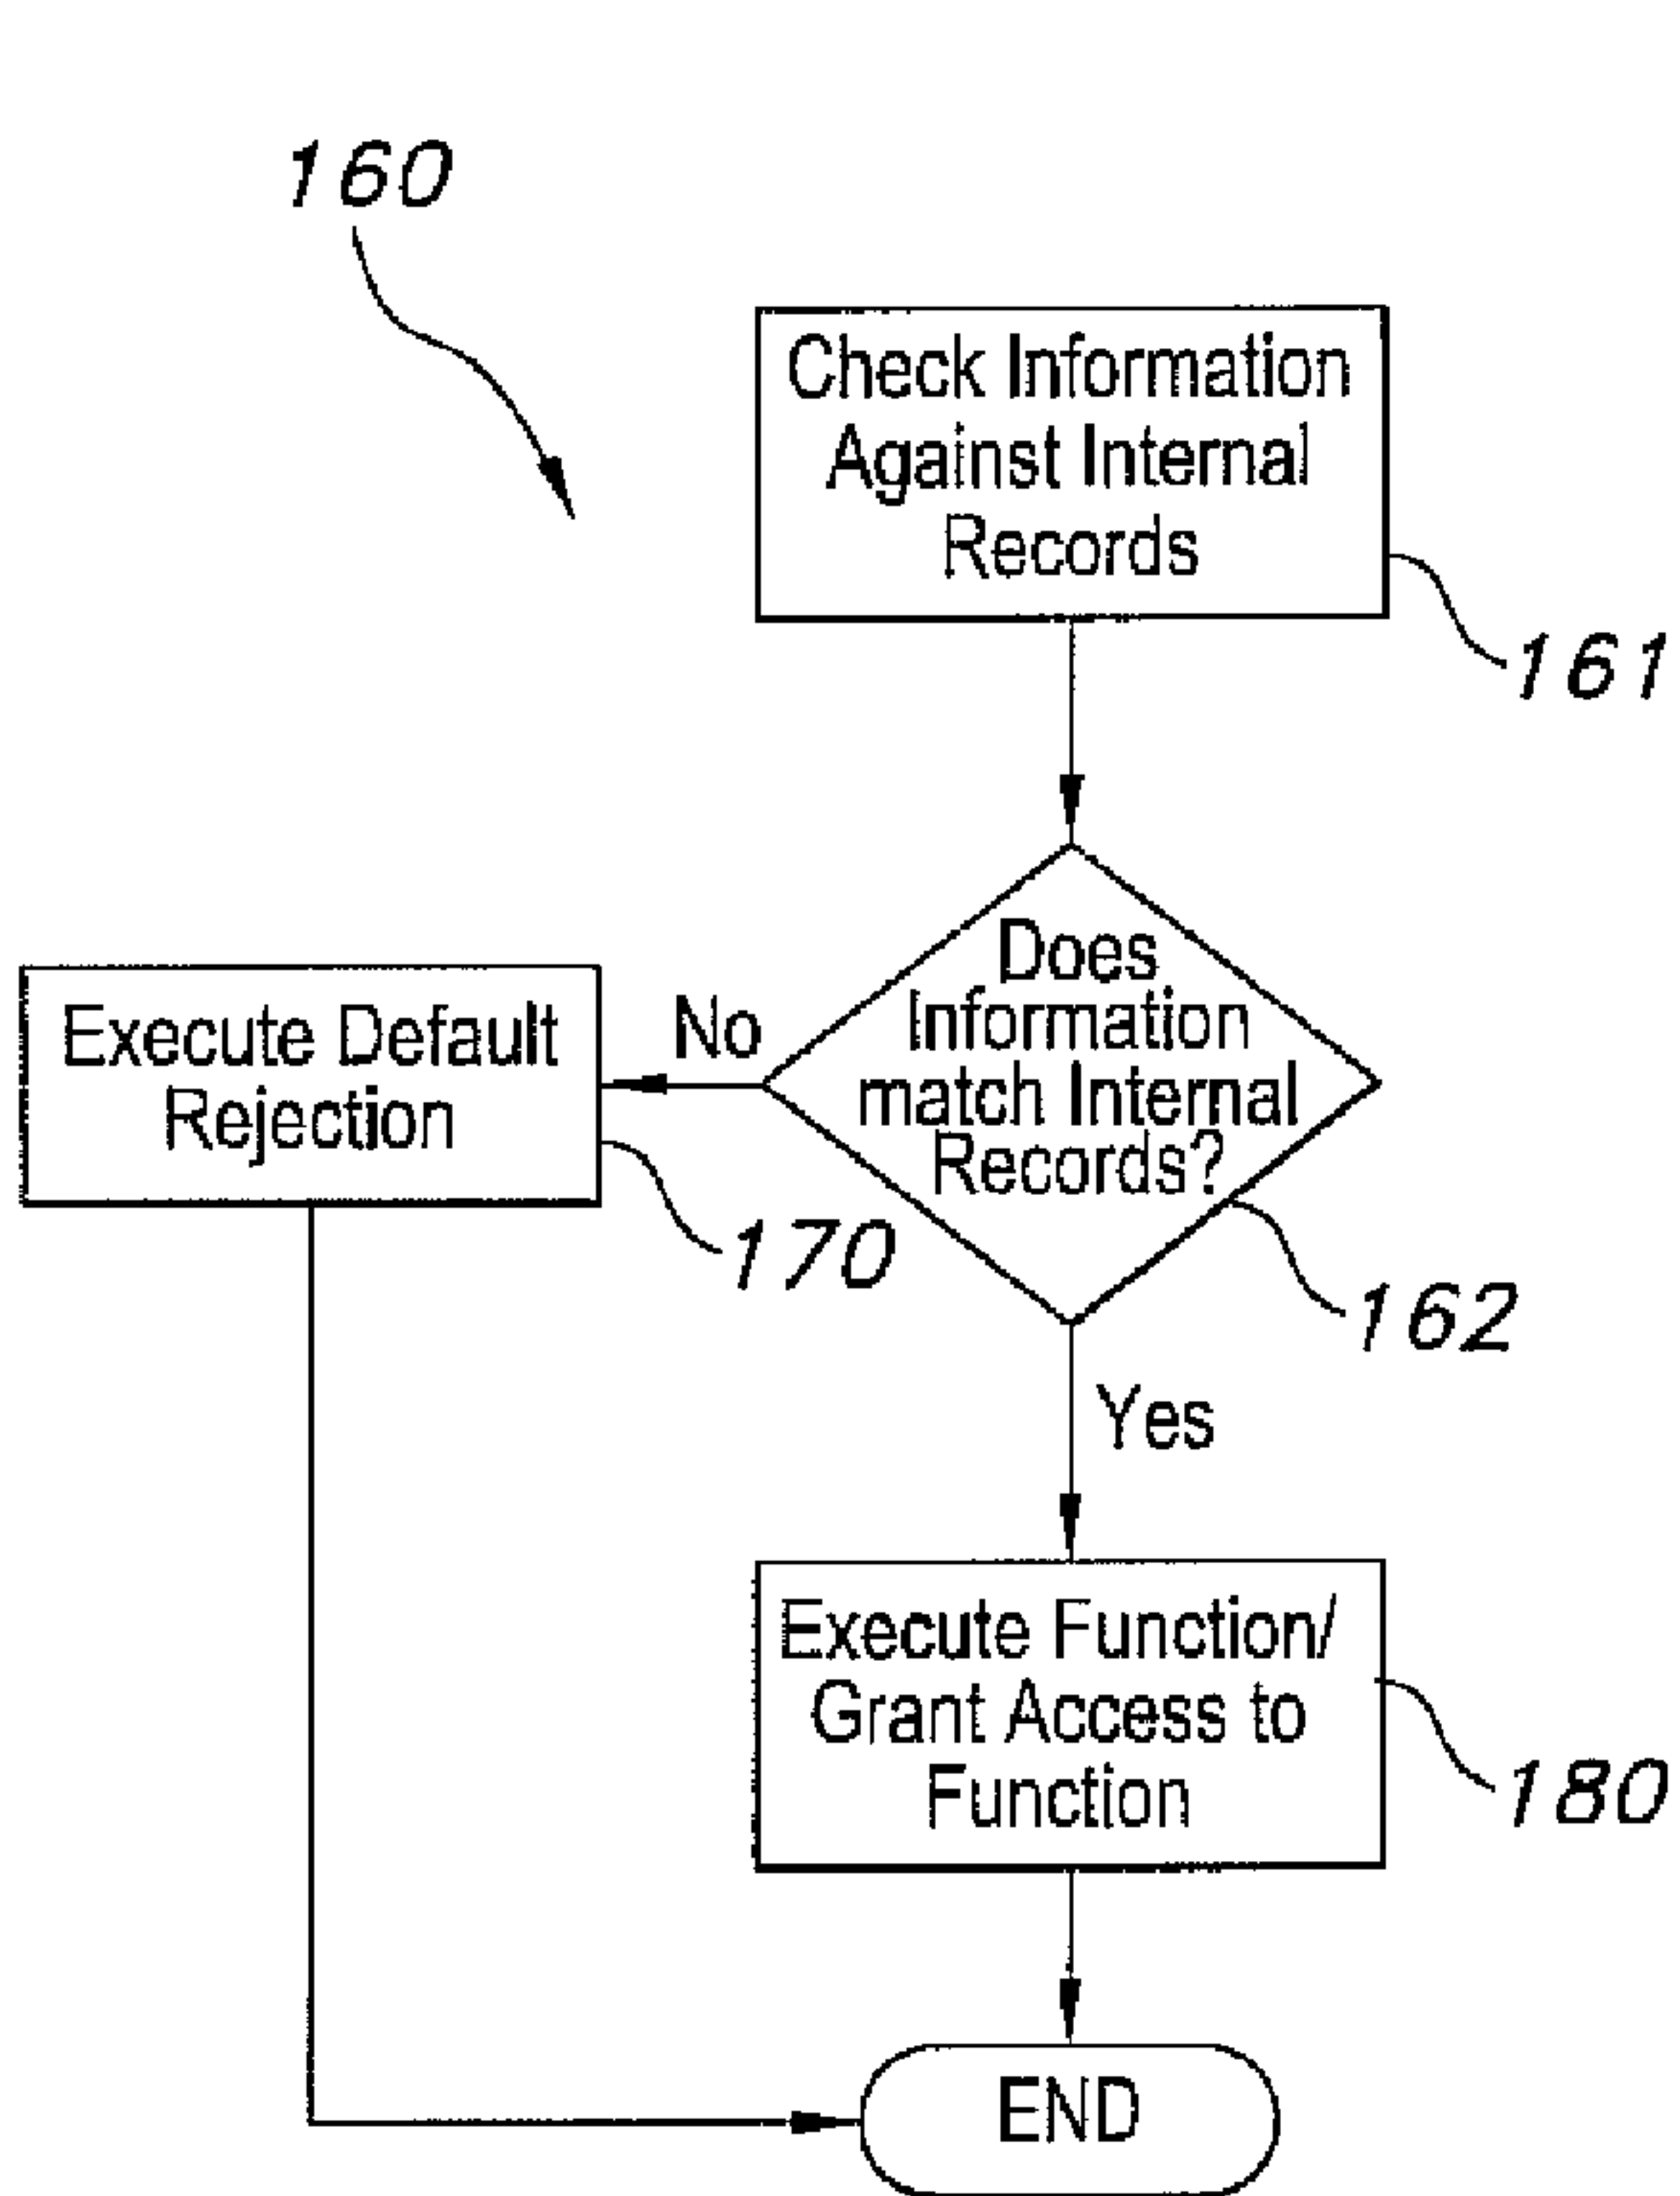 160
Check Information
Against Internal
Records
161
Does
Information
match Internal
Records?
162
No
Execute Default
Rejection
170
Yes
Execute Function/
Grant Access to
Function
180
END